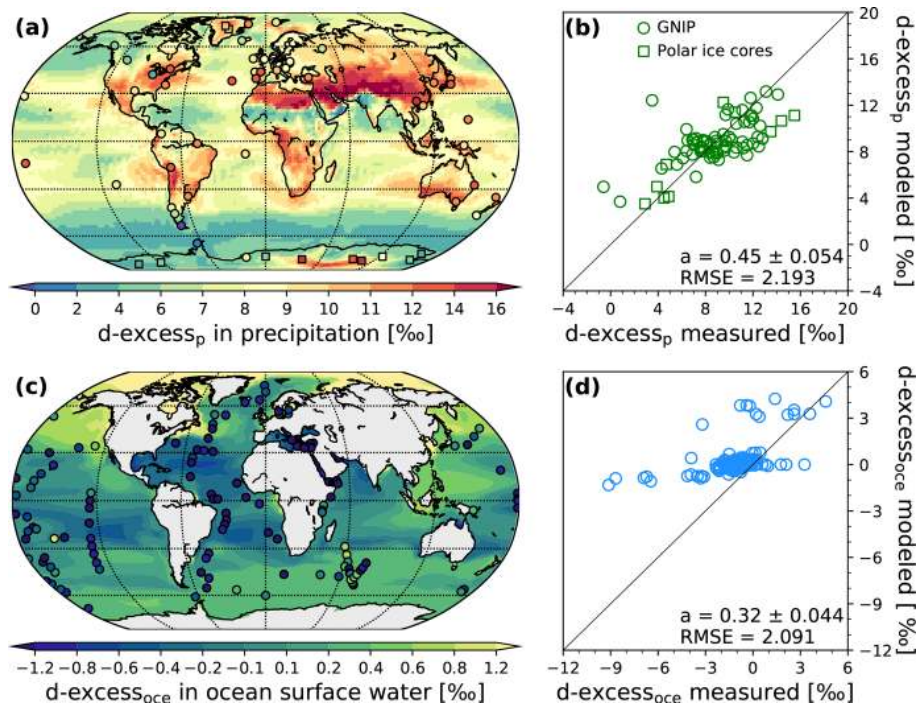 (a)
0 2 4 6 7 8 9 10 11 12 13 14 16
d-excessp in precipitation [‰]
(b)
GNIP
Polar ice cores
20
16
12
8
4
0
−4
d-excessp modeled [ ‰]
a = 0.45 ± 0.054
RMSE = 2.193
−4 0 4 8 12 16 20
d-excessp measured [‰]
(c)
−1.2 −0.8 −0.6 −0.4 −0.2 −0.1 0.1 0.2 0.4 0.6 0.8 1.2
d-excessoce in ocean surface water [‰]
(d)
6
3
0
−3
−6
−9
−12
d-excessoce modeled [ ‰]
a = 0.32 ± 0.044
RMSE = 2.091
−12 −9 −6 −3 0 3 6
d-excessoce measured [‰]